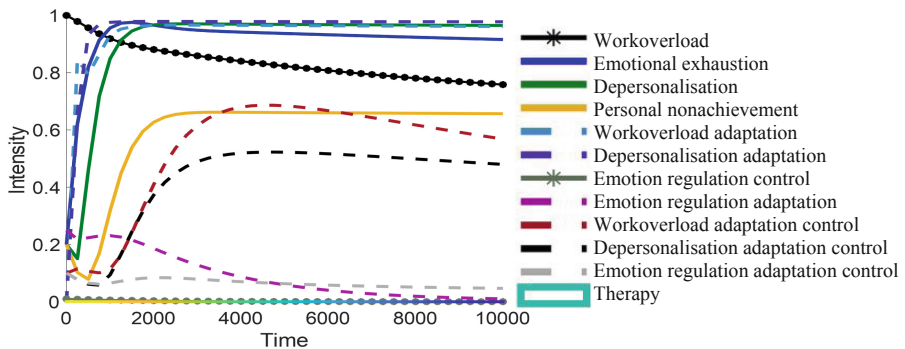 1
0.8
0.6
0.4
0.2
0
Intensity
0 2000 4000 6000 8000 10000
Time
Workoverload
Emotional exhaustion
Depersonalisation
Personal nonachievement
Workoverload adaptation
Depersonalisation adaptation
Emotion regulation control
Emotion regulation adaptation
Workoverload adaptation control
Depersonalisation adaptation control
Emotion regulation adaptation control
Therapy